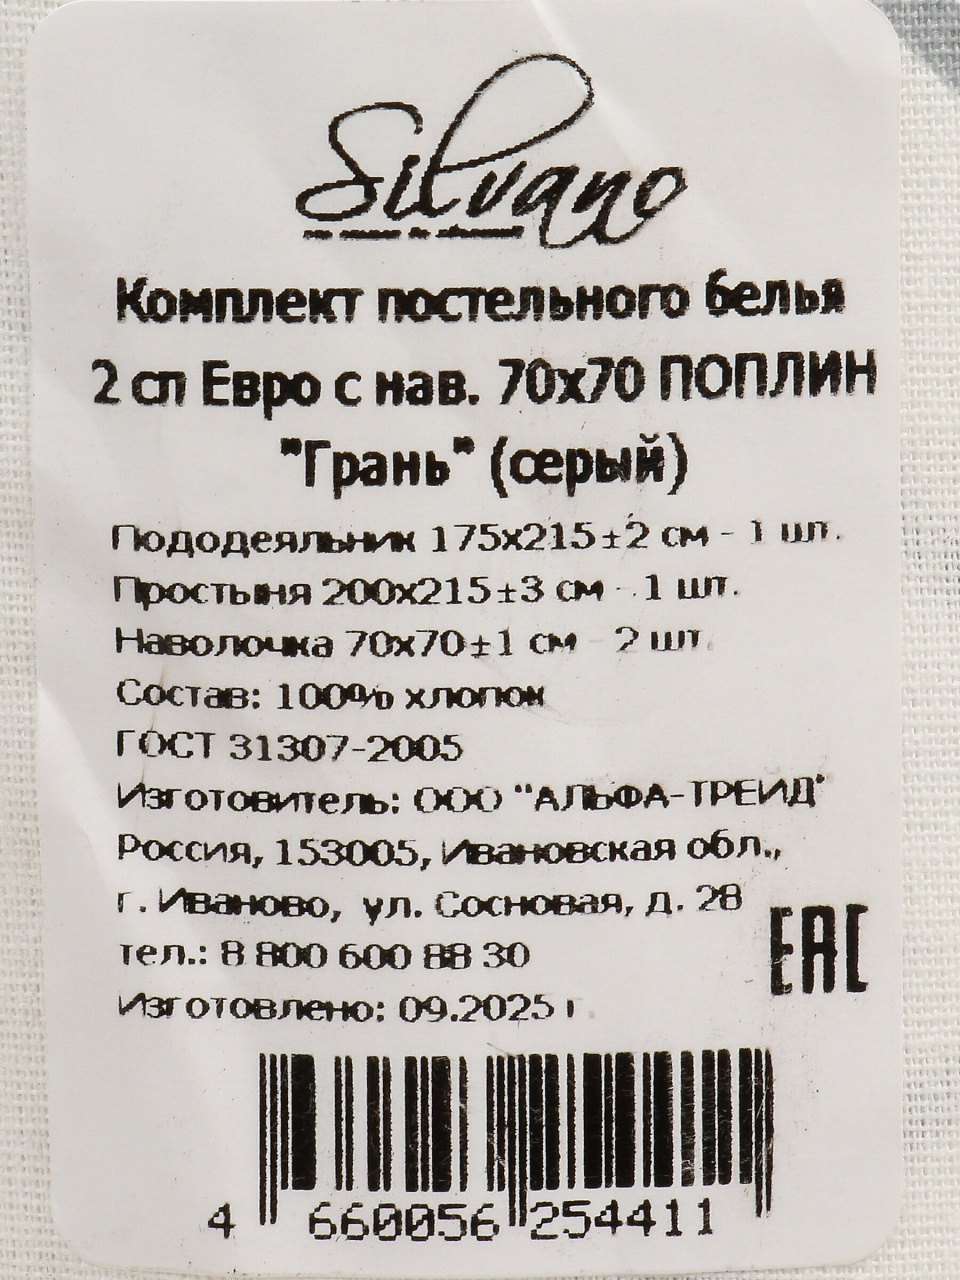 Silvano
Комплект постельного белья
2 сп Евро с нав. 70х70 ПОПЛИН
"Грань" (серый)
Пододеяльник 175х215±2 см - 1 шт.
Простыня 200х215±3 см - 1 шт.
Наволочка 70х70±1 см - 2 шт.
Состав: 100% хлопок
ГОСТ 31307-2005
Изготовитель: ООО "АЛЬФА-ТРЕЙД"
Россия, 153005, Ивановская обл.,
г. Иваново, ул. Сосновая, д. 28
EAC
тел.: 8 800 600 88 30
Изготовлено: 09.2025 г.
4 660056 254411